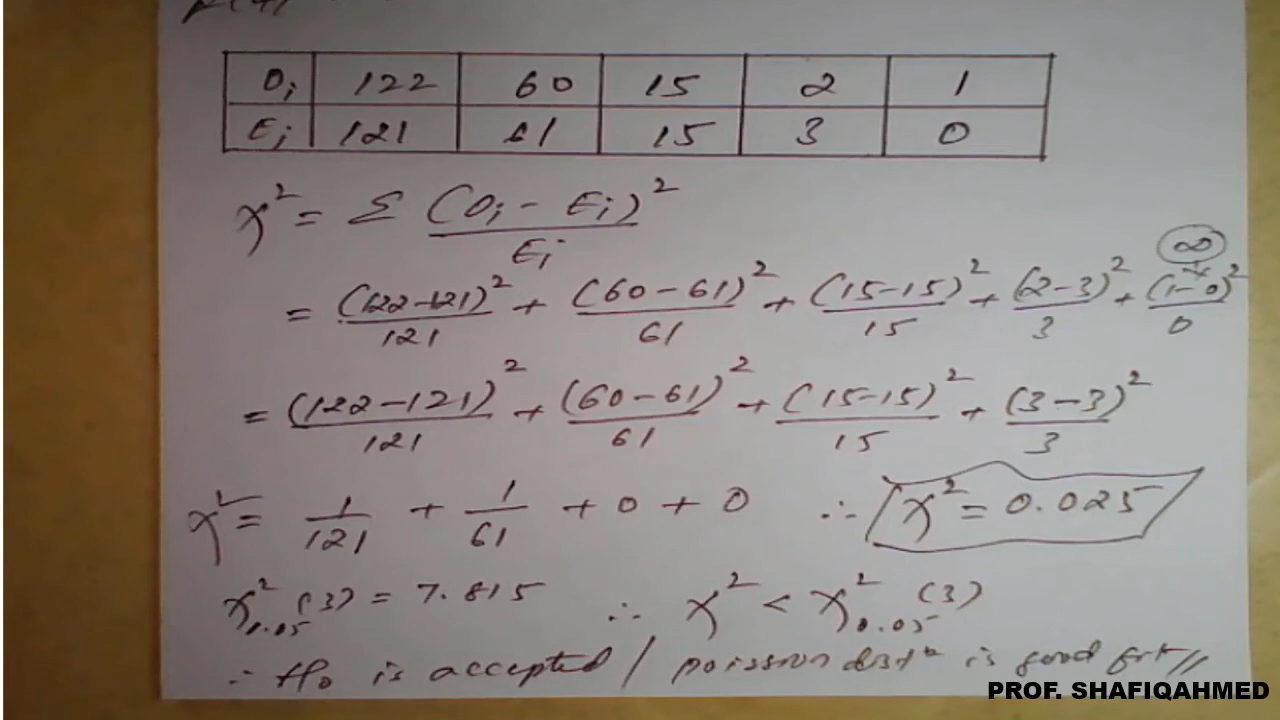 Oi 122 60 15 2 1
Ei 121 61 15 3 0
χ² = Σ (Oi - Ei)² / Ei
∞
= (122-121)²/121 + (60-61)²/61 + (15-15)²/15 + (2-3)²/3 + (1-0)²/0
= (122-121)²/121 + (60-61)²/61 + (15-15)²/15 + (3-3)²/3
χ² = 1/121 + 1/61 + 0 + 0 ∴ χ² = 0.025
χ²0.05 (3) = 7.815 ∴ χ² < χ²0.05 (3)
∴ H0 is accepted / poission distn is good fit //
PROF. SHAFIQAHMED